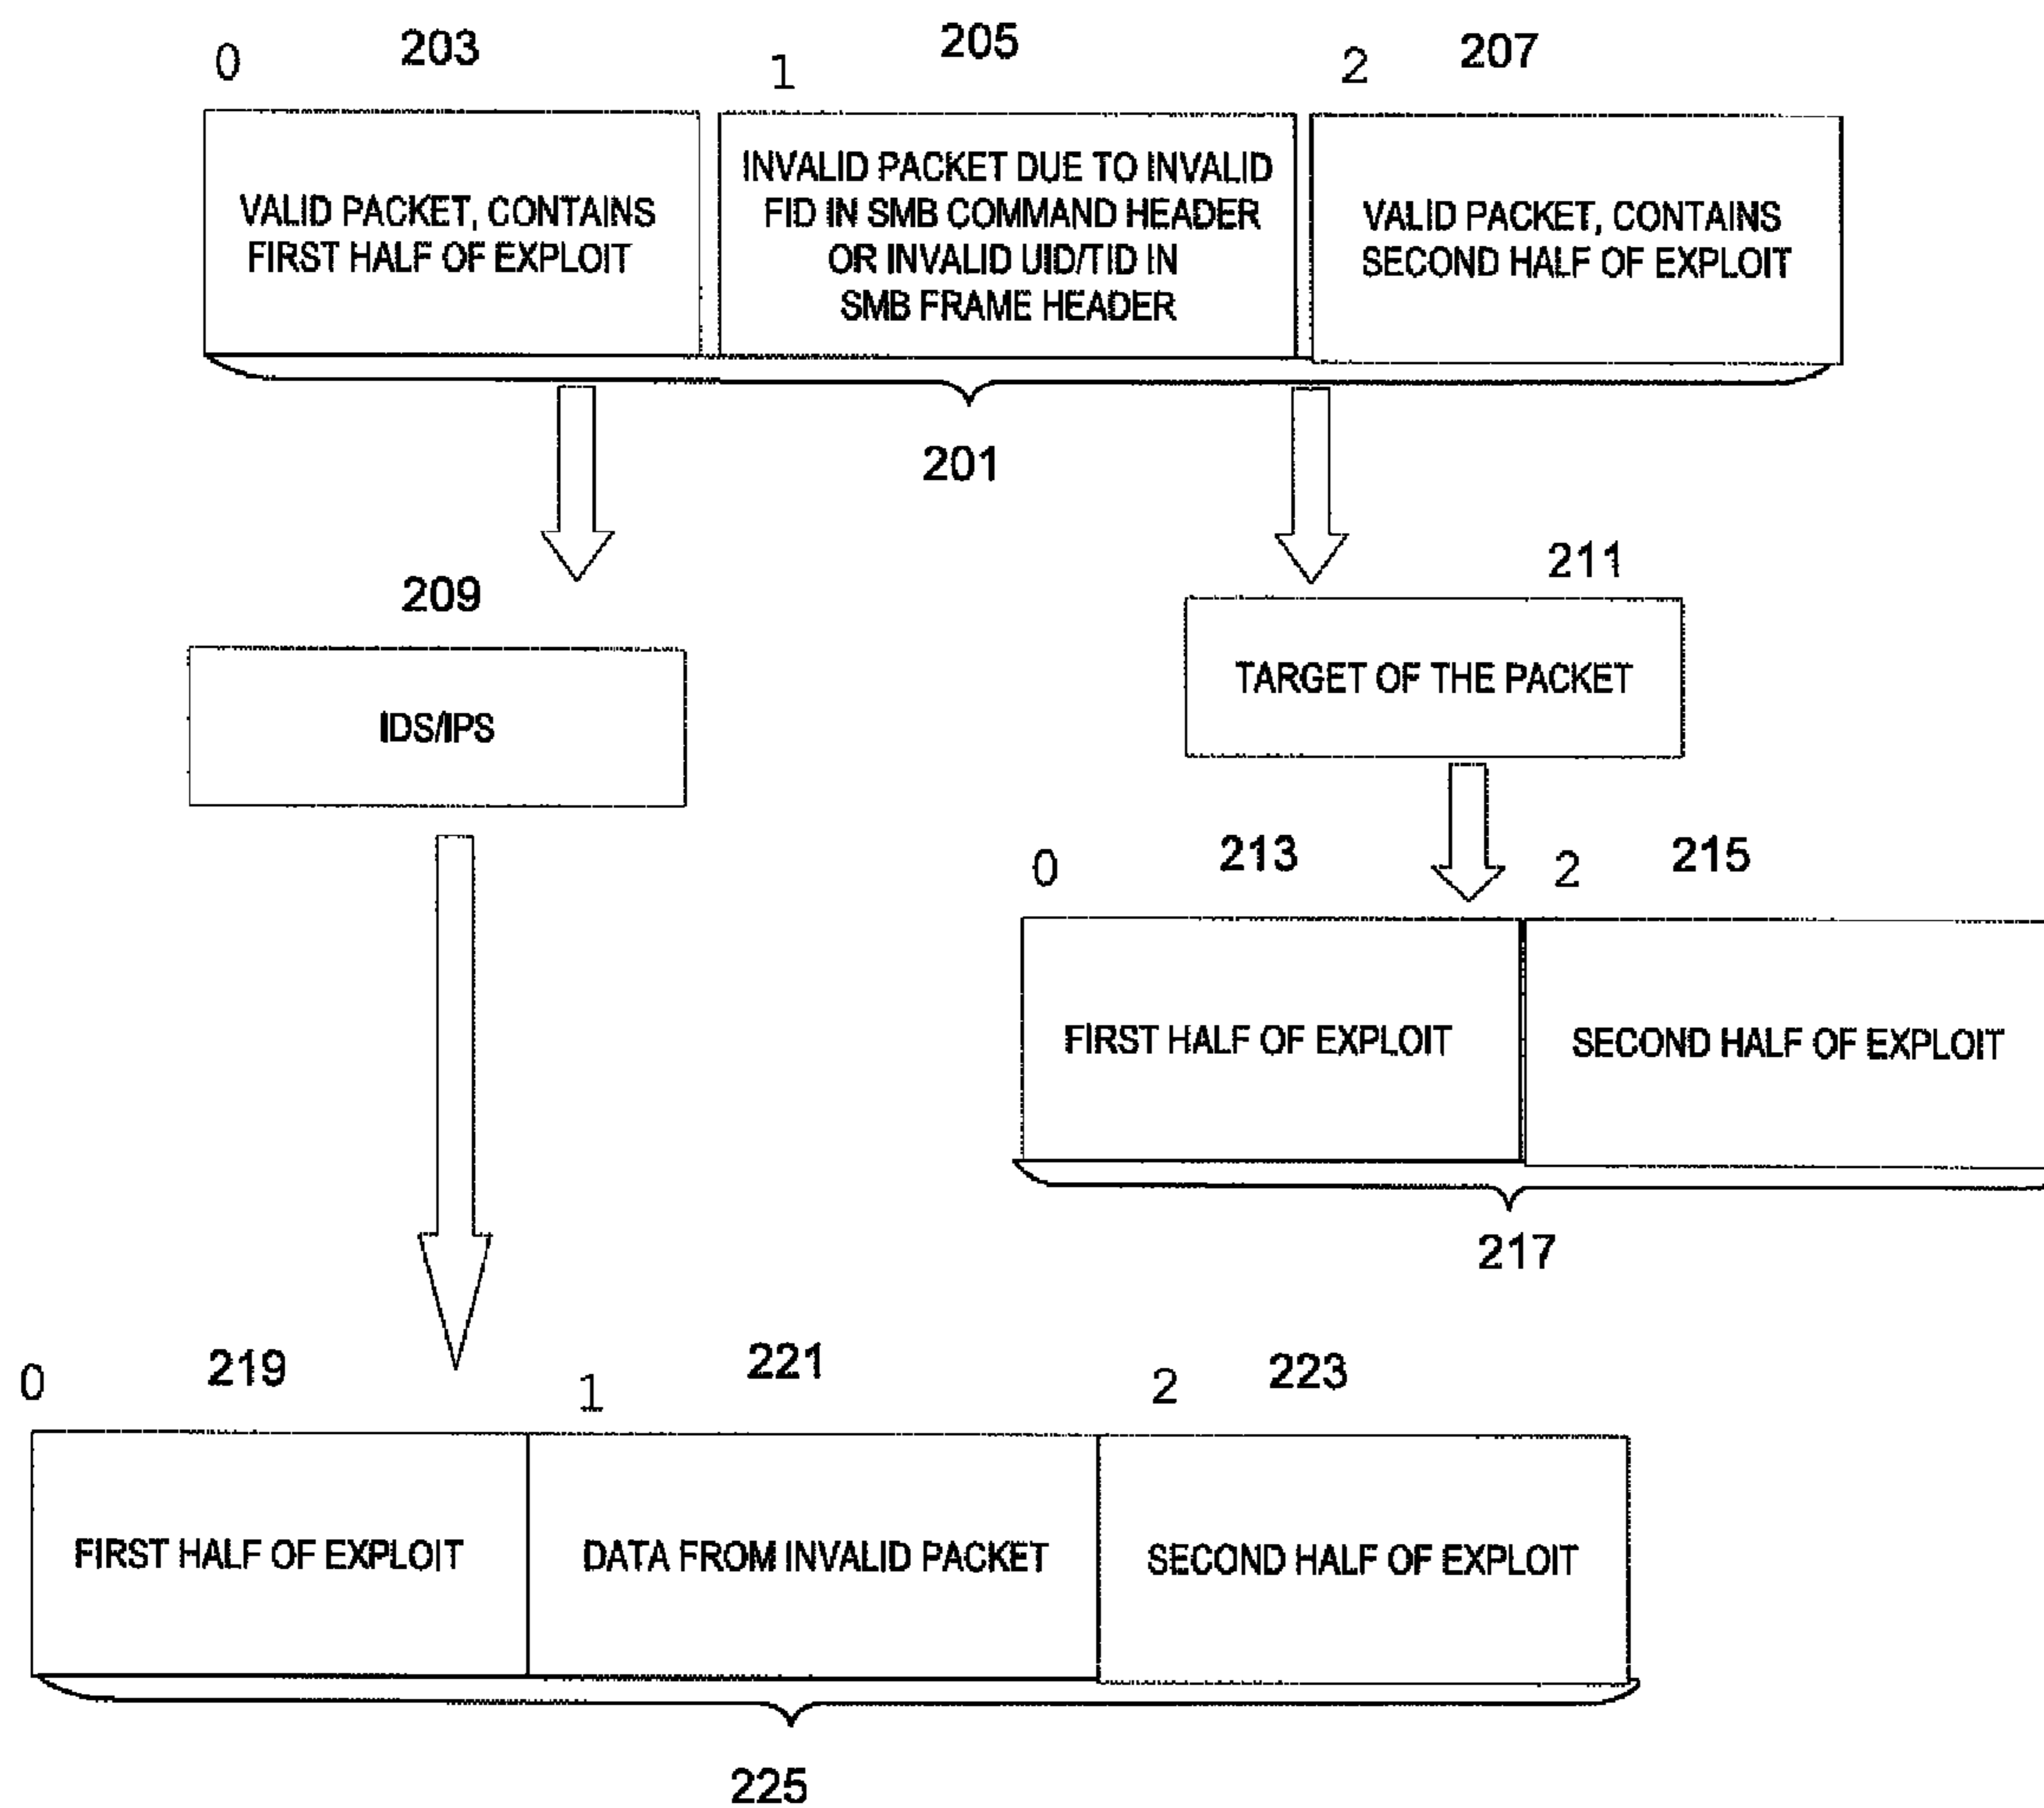 0 203 1 205 2 207
VALID PACKET, CONTAINS
FIRST HALF OF EXPLOIT
INVALID PACKET DUE TO INVALID
FID IN SMB COMMAND HEADER
OR INVALID UID/TID IN
SMB FRAME HEADER
VALID PACKET, CONTAINS
SECOND HALF OF EXPLOIT
201
209
IDS/IPS
211
TARGET OF THE PACKET
0 213 2 215
FIRST HALF OF EXPLOIT
SECOND HALF OF EXPLOIT
217
0 219 1 221 2 223
FIRST HALF OF EXPLOIT
DATA FROM INVALID PACKET
SECOND HALF OF EXPLOIT
225